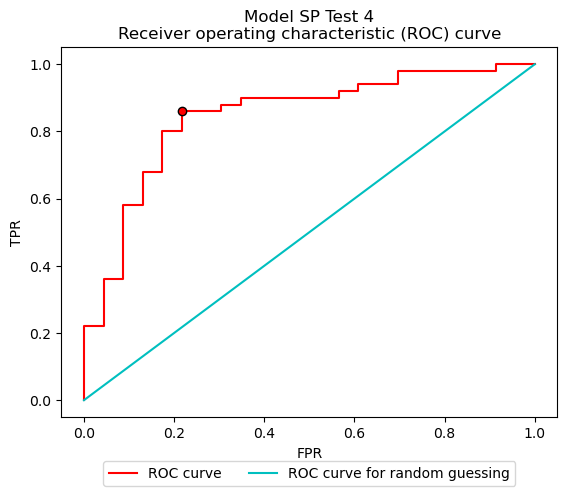 Model SP Test 4
Receiver operating characteristic (ROC) curve
1.0
0.8
0.6
0.4
0.2
0.0
TPR
0.0 0.2 0.4 0.6 0.8 1.0
FPR
ROC curve ROC curve for random guessing